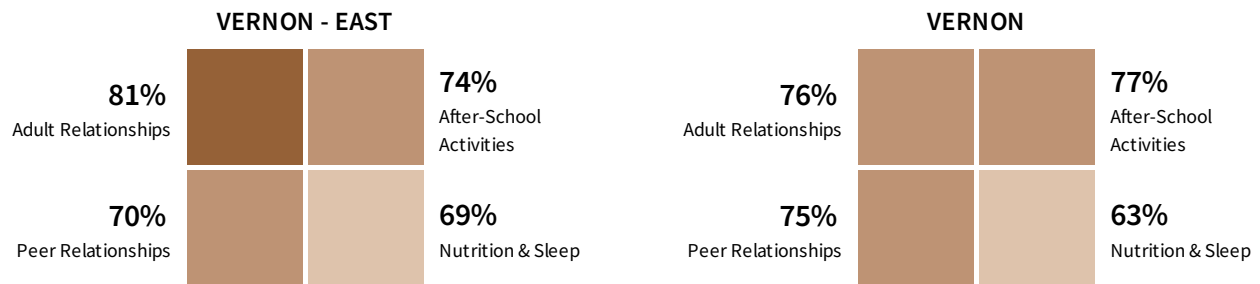 VERNON - EAST
81%
Adult Relationships
74%
After-School
Activities
70%
Peer Relationships
69%
Nutrition & Sleep
VERNON
76%
Adult Relationships
77%
After-School
Activities
75%
Peer Relationships
63%
Nutrition & Sleep